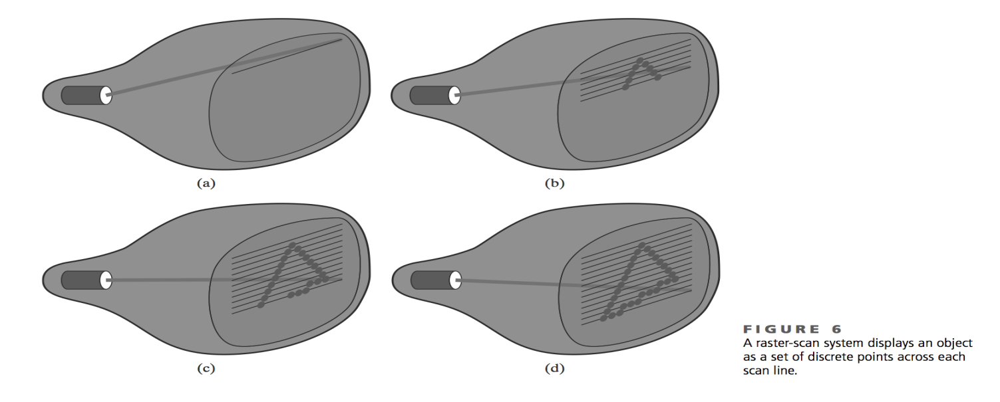 (a)
(b)
(c)
(d)
FIGURE 6
A raster-scan system displays an object
as a set of discrete points across each
scan line.